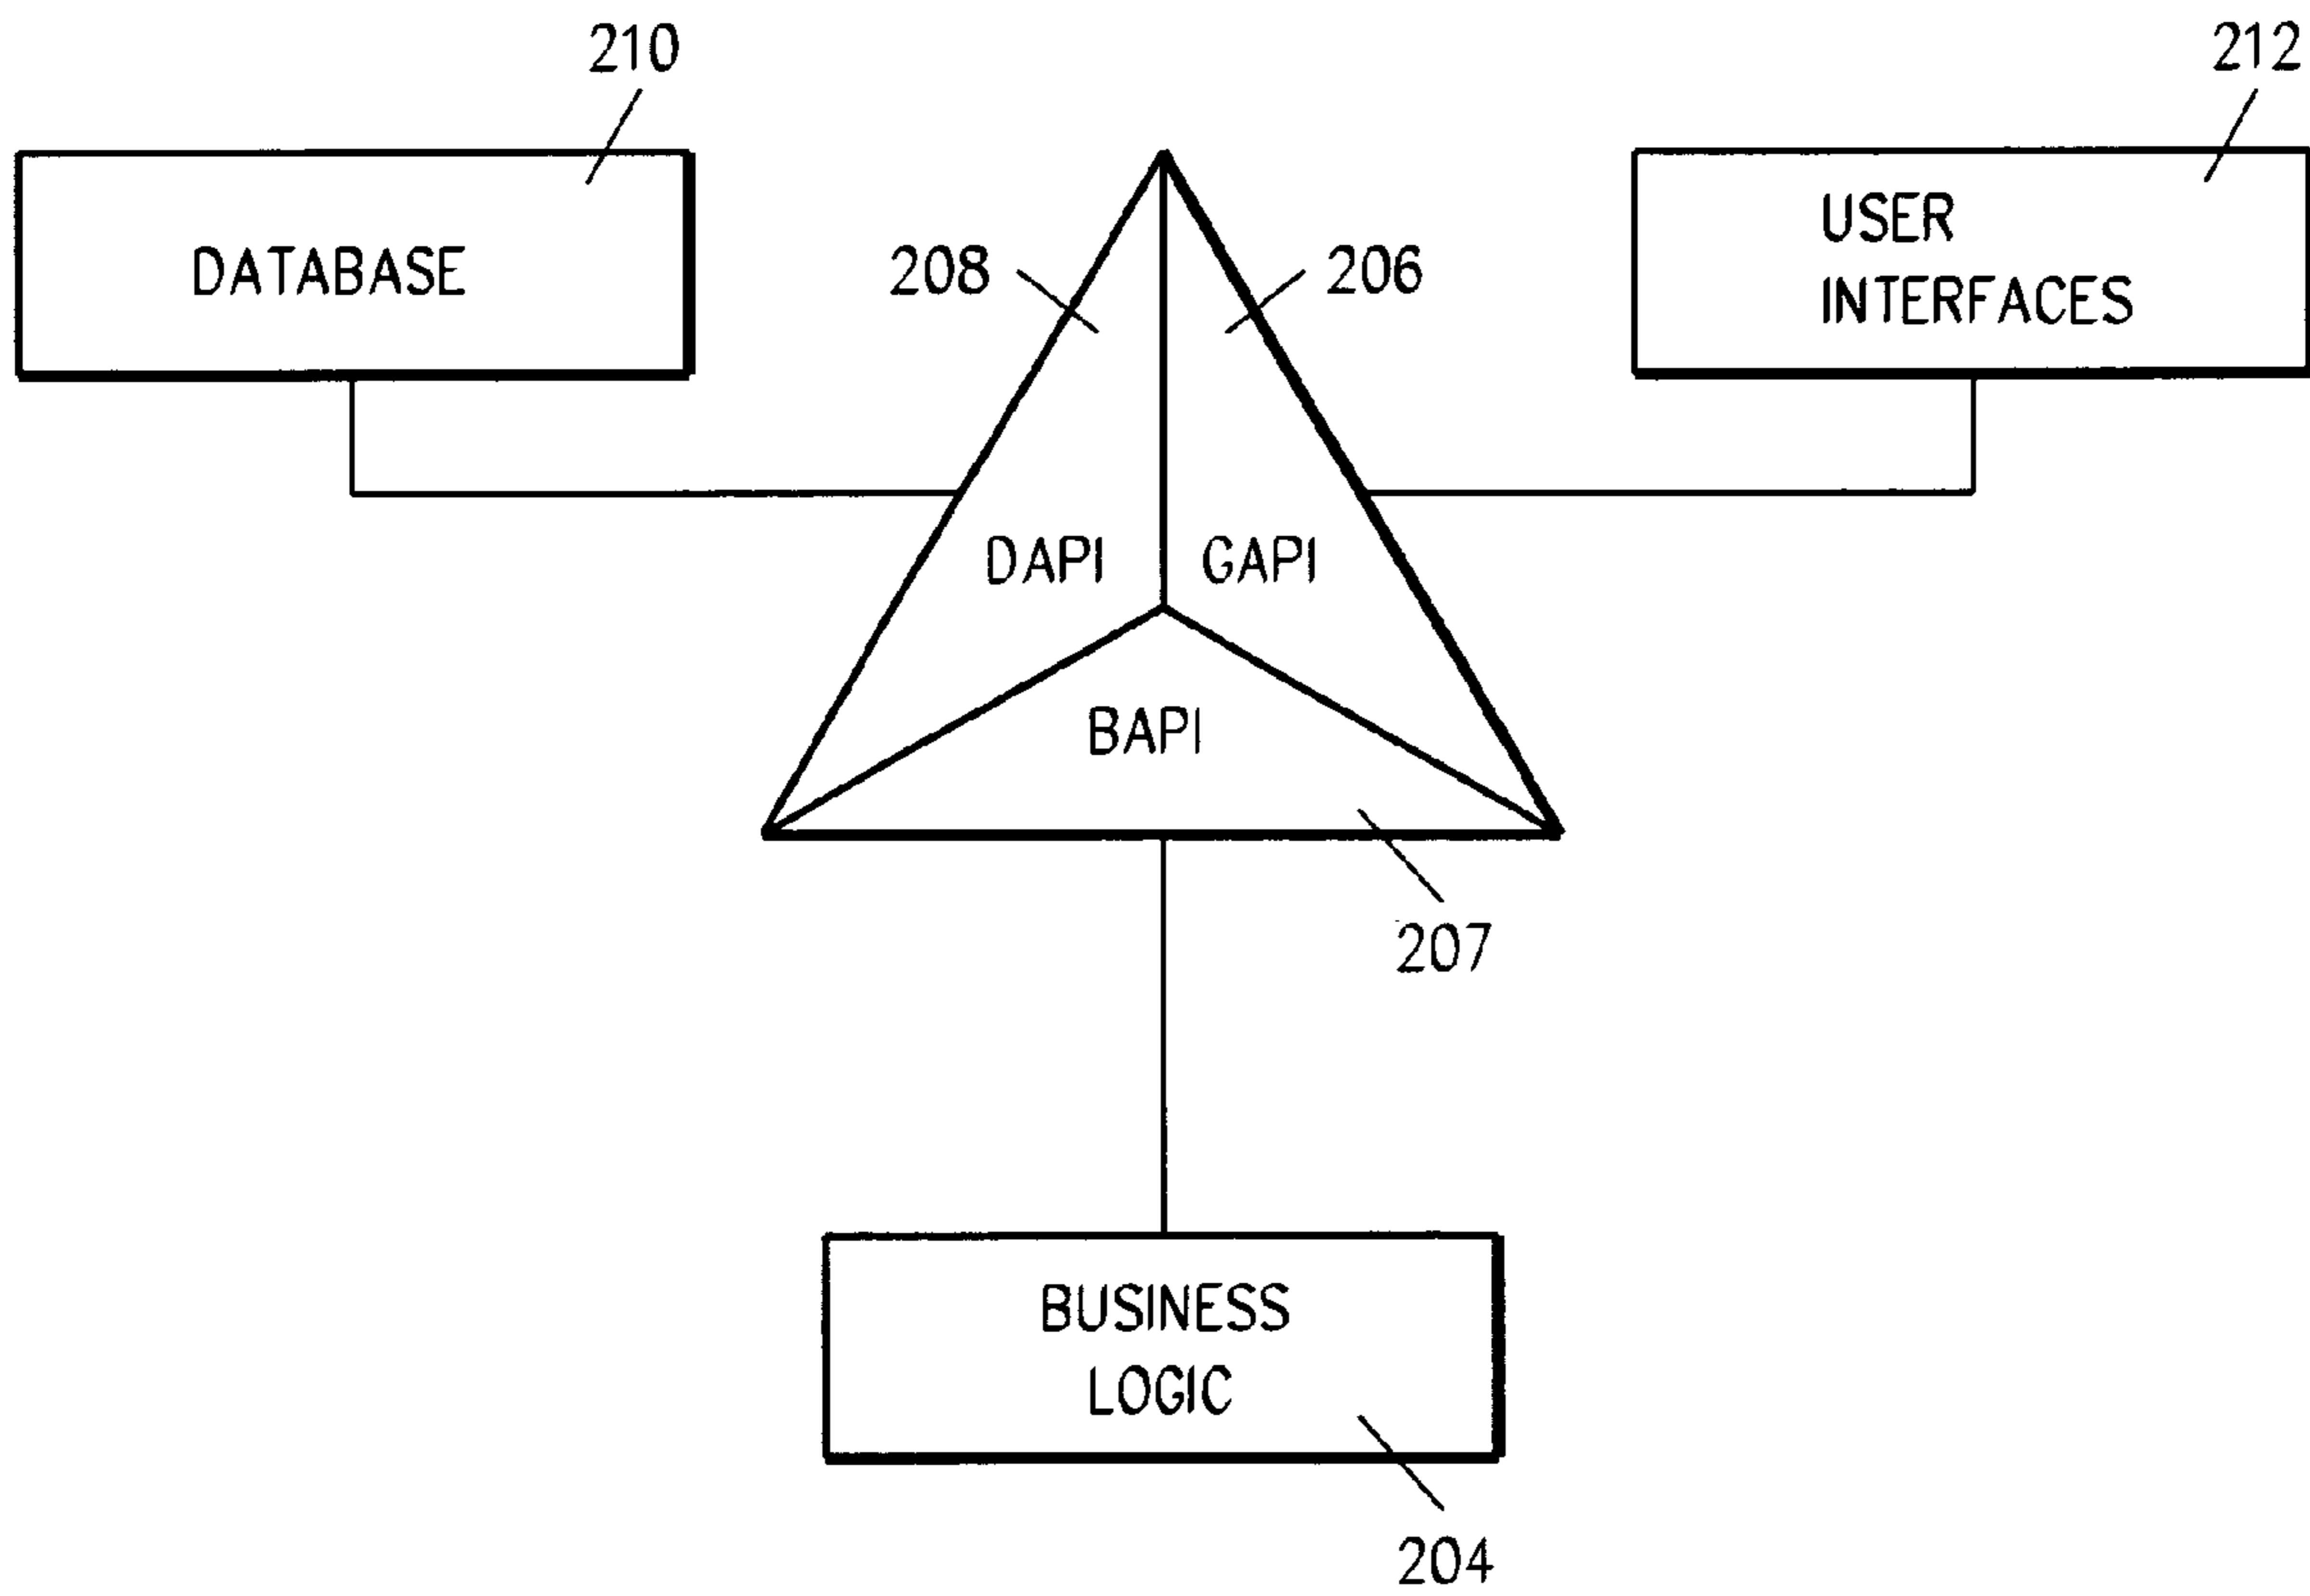 210
212
DATABASE
USER
INTERFACES
208
206
DAPI
GAPI
BAPI
207
BUSINESS
LOGIC
204